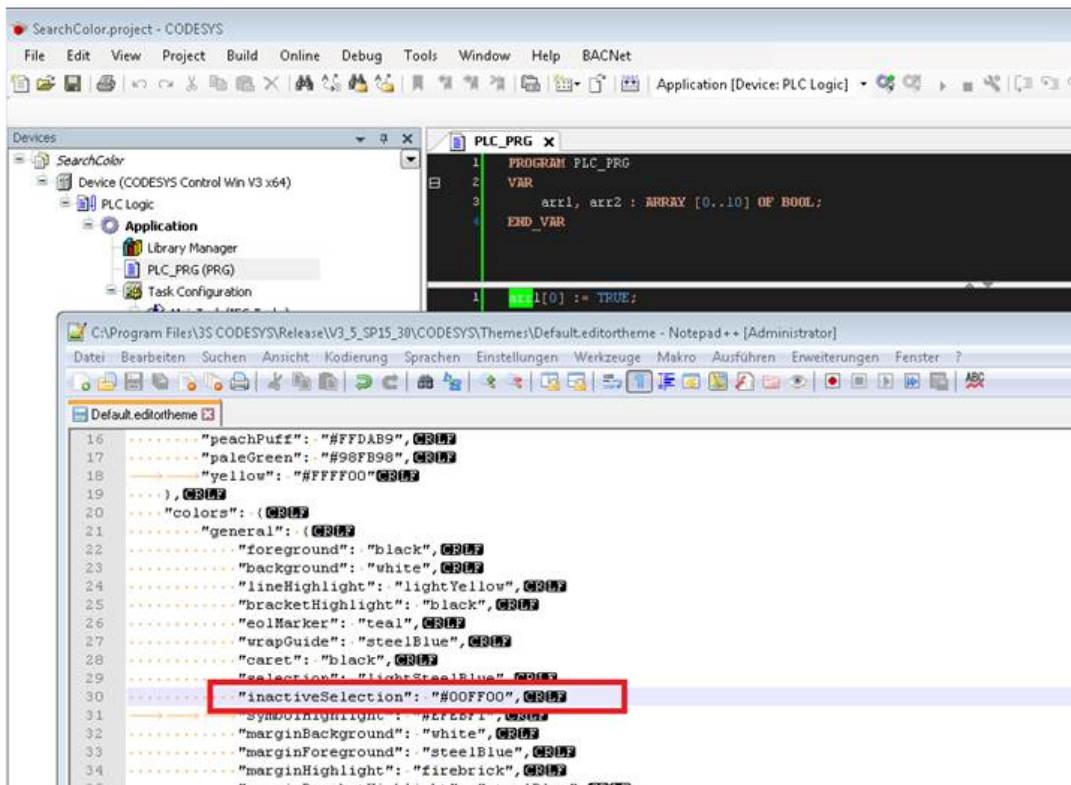 SearchColor.project - CODESYS
File Edit View Project Build Online Debug Tools Window Help BACNet
Application [Device: PLC Logic]
Devices
PLC_PRG
SearchColor
Device (CODESYS Control Win V3 x64)
PLC Logic
Application
Library Manager
PLC_PRG (PRG)
Task Configuration
1 PROGRAM PLC_PRG
2 VAR
3 arr1, arr2 : ARRAY [0..10] OF BOOL;
4 END_VAR
1 arr1[0] := TRUE;
C:\Program Files\3S CODESYS\Release\V3_5_SP15_30\CODESYS\Themes\Default.editortheme - Notepad++ [Administrator]
Datei Bearbeiten Suchen Ansicht Kodierung Sprachen Einstellungen Werkzeuge Makro Ausführen Erweiterungen Fenster ?
ABC
Default.editortheme
16 "peachPuff": "#FFDAB9",CRLF
17 "paleGreen": "#98FB98",CRLF
18 "yellow": "#FFFF00"CRLF
19 },CRLF
20 "colors": {CRLF
21 "general": {CRLF
22 "foreground": "black",CRLF
23 "background": "white",CRLF
24 "lineHighlight": "lightYellow",CRLF
25 "bracketHighlight": "black",CRLF
26 "eolMarker": "teal",CRLF
27 "wrapGuide": "steelBlue",CRLF
28 "caret": "black",CRLF
29 "selection": "lightSteelBlue",CRLF
30 "inactiveSelection": "#00FF00",CRLF
31 "symbolHighlight": "#EFEBF1",CRLF
32 "marginBackground": "white",CRLF
33 "marginForeground": "steelBlue",CRLF
34 "marginHighlight": "firebrick",CRLF